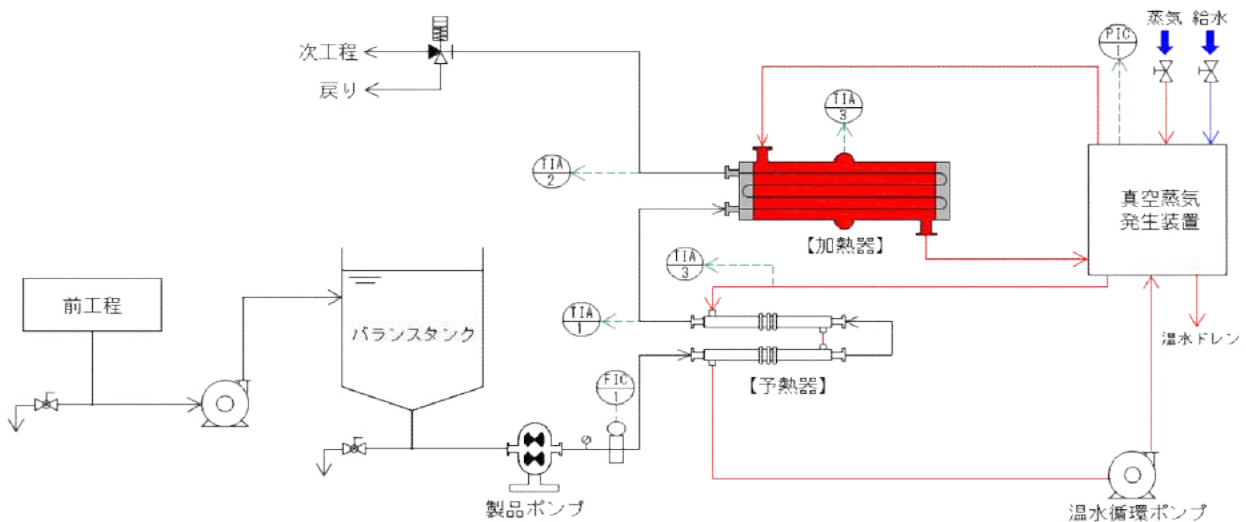 蒸気 給水
次工程
戻り
PIC
1
TIA
3
TIA
2
真空蒸気
発生装置
【加熱器】
TIA
3
前工程
バランスタンク
TIA
1
温水ドレン
【予熱器】
FIC
1
製品ポンプ
温水循環ポンプ